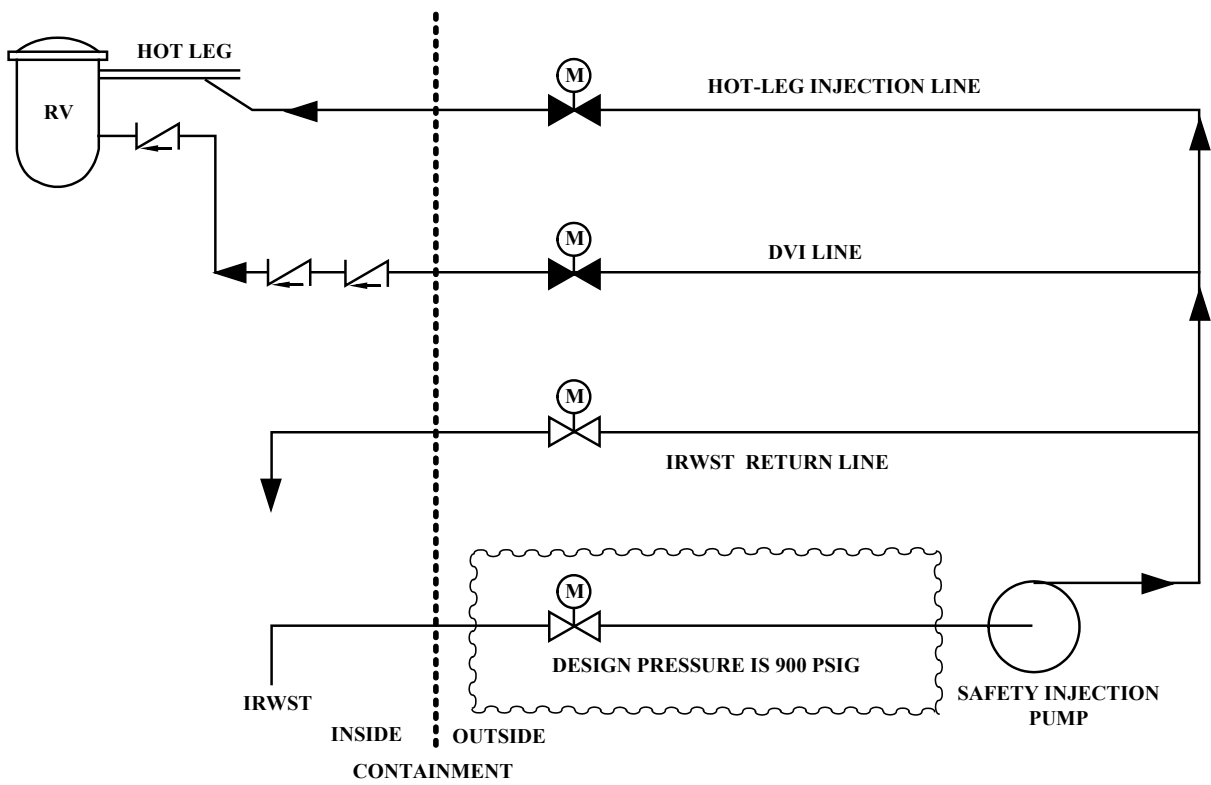 HOT LEG
M
HOT-LEG INJECTION LINE
RV
M
DVI LINE
M
IRWST RETURN LINE
M
DESIGN PRESSURE IS 900 PSIG
IRWST
SAFETY INJECTION
PUMP
INSIDE
OUTSIDE
CONTAINMENT